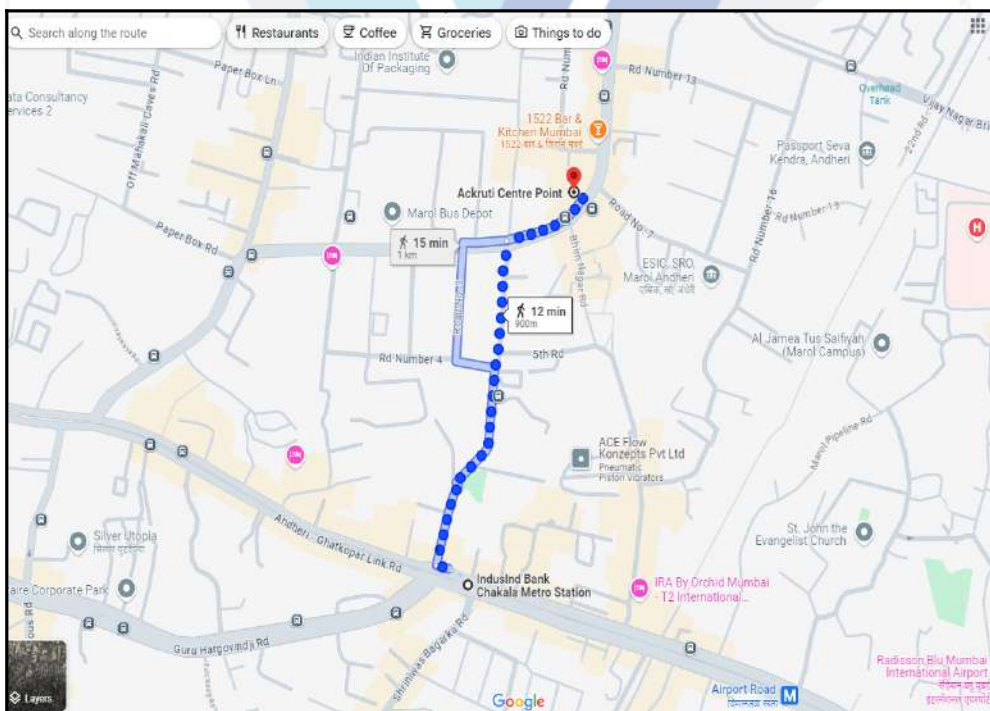 Search along the route
Restaurants
Coffee
Groceries
Things to do
Indian Institute
Of Packaging
Rd Number 13
Paper Box Ln
Off Mahakali Caves Rd
ata Consultancy
ervices 2
Overhead
Tank
Vijay Nagar Bri
22nd Rd
1522 Bar &
Kitchen Mumbai
Passport Seva
Kendra, Andheri
Ackruti Centre Point
Marol Bus Depot
Road No. 7
Rd Number 16
Paper Box Rd
15 min
1 km
Bhim Nagar Rd
ESIC, SRO,
Marol Andheri
H
12 min
900m
Rd Number 4
5th Rd
Al Jamea Tus Saifiyah
(Marol Campus)
Marol Pipeline Rd
ACE Flow
Konzepts Pvt Ltd
Pneumatic
Piston Vibrators
Andheri - Ghatkopar Link Rd
Silver Utopia
St. John the
Evangelist Church
IndusInd Bank
Chakala Metro Station
aire Corporate Park
IRA By Orchid Mumbai
- T2 International...
Guru Hargovindji Rd
Shriniwas Bagarka Rd
Radisson Blu Mumbai
International Airport
Layers
Google
Airport Road
M